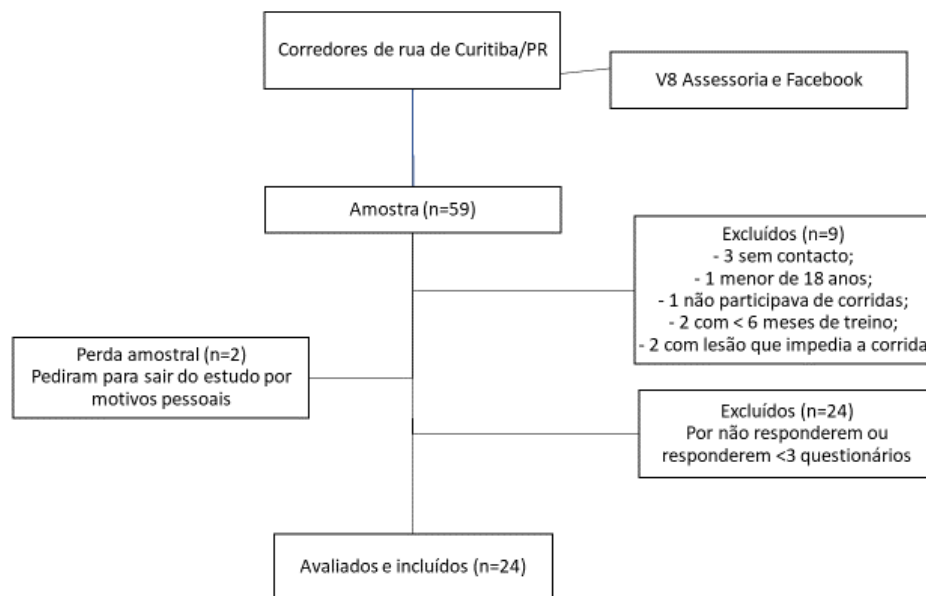 Corredores de rua de Curitiba/PR
V8 Assessoria e Facebook
Amostra (n=59)
Excluídos (n=9)
- 3 sem contacto;
- 1 menor de 18 anos;
- 1 não participava de corridas;
- 2 com < 6 meses de treino;
- 2 com lesão que impedia a corrida
Perda amostral (n=2)
Pediram para sair do estudo por
motivos pessoais
Excluídos (n=24)
Por não responderem ou
responderem <3 questionários
Avaliados e incluídos (n=24)